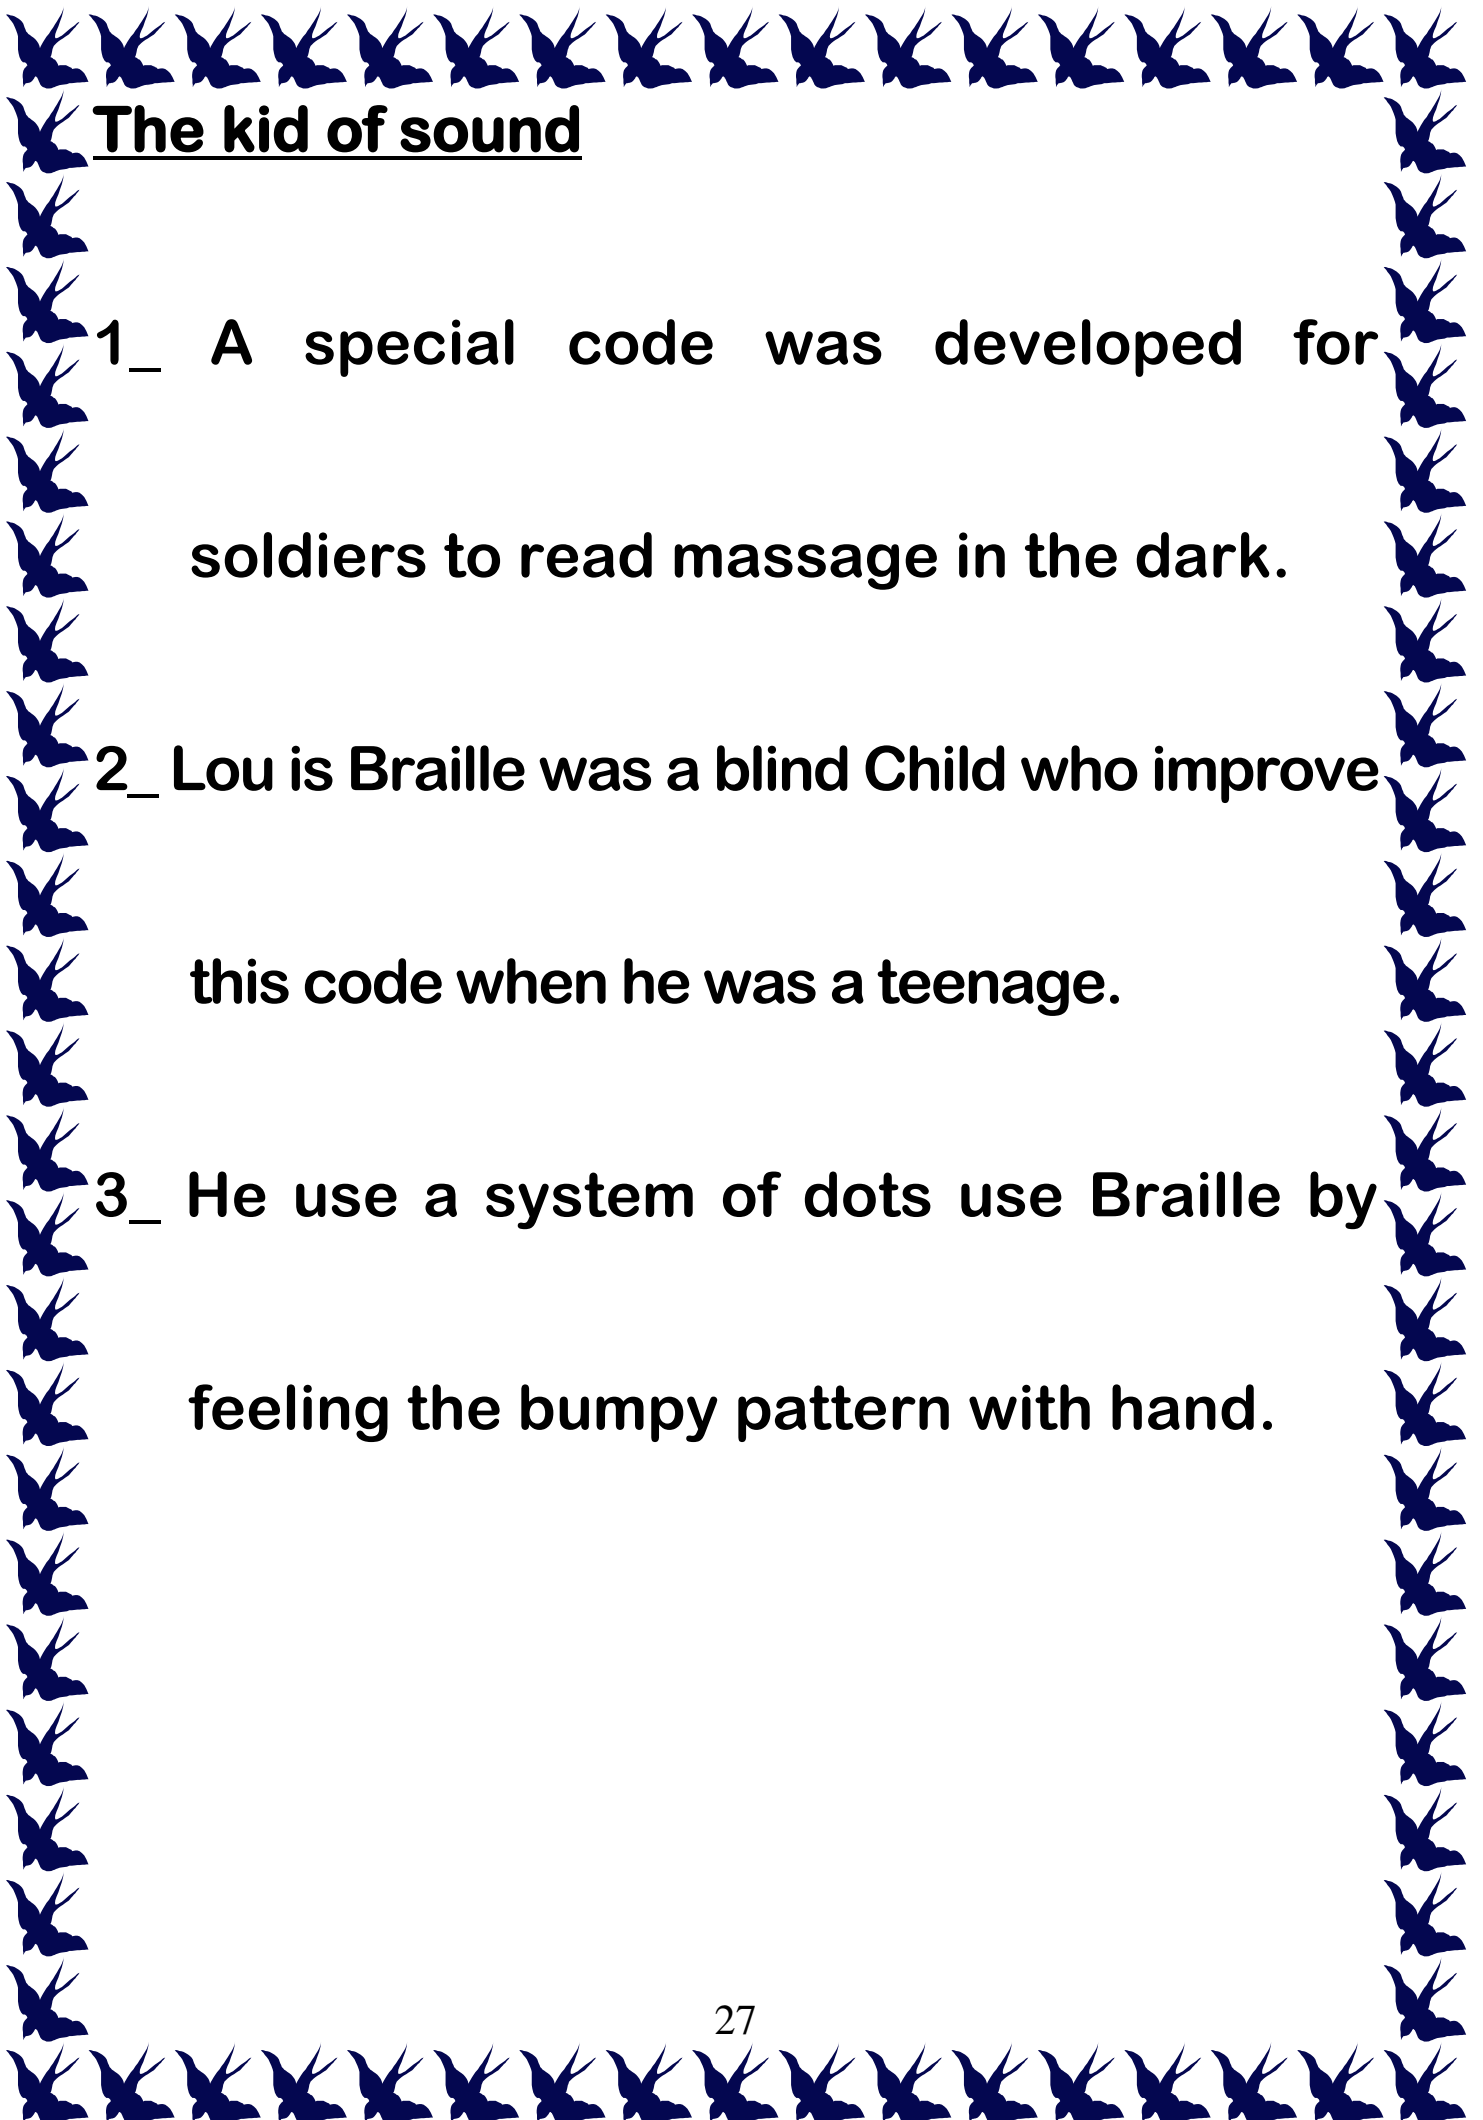 The kid of sound
1_ A special code was developed for
soldiers to read massage in the dark.
2_ Lou is Braille was a blind Child who improve
this code when he was a teenage.
3_ He use a system of dots use Braille by
feeling the bumpy pattern with hand.
27